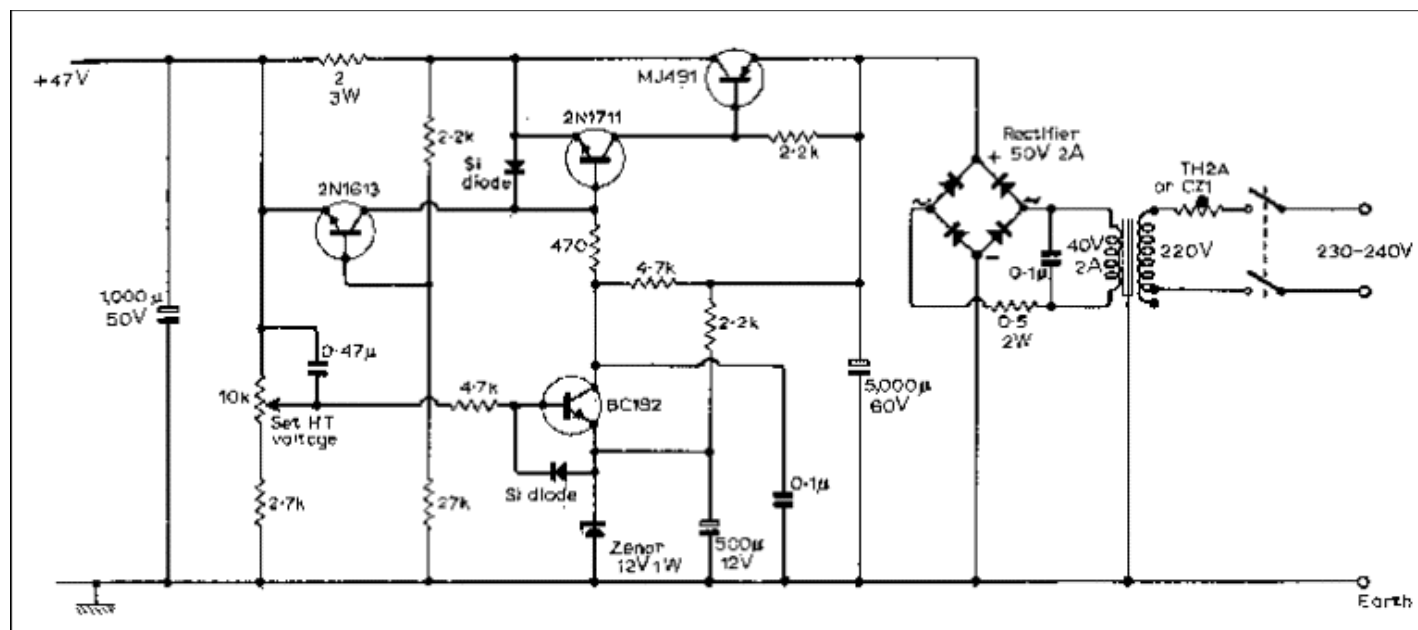 +47V
2
3W
MJ491
2N1711
2·2k
Si
diode
2·2k
2N1613
Rectifier
+ 50V 2A
~
~
−
TH2A
or CZ1
470
4·7k
40V
2A
0·1µ
220V
230-240V
1,000µ
50V
0·47µ
2·2k
0·5
2W
10k
Set HT
voltage
4·7k
BC182
5,000µ
60V
2·7k
27k
Si diode
0·1µ
Zenor
12V 1W
500µ
12V
Earth